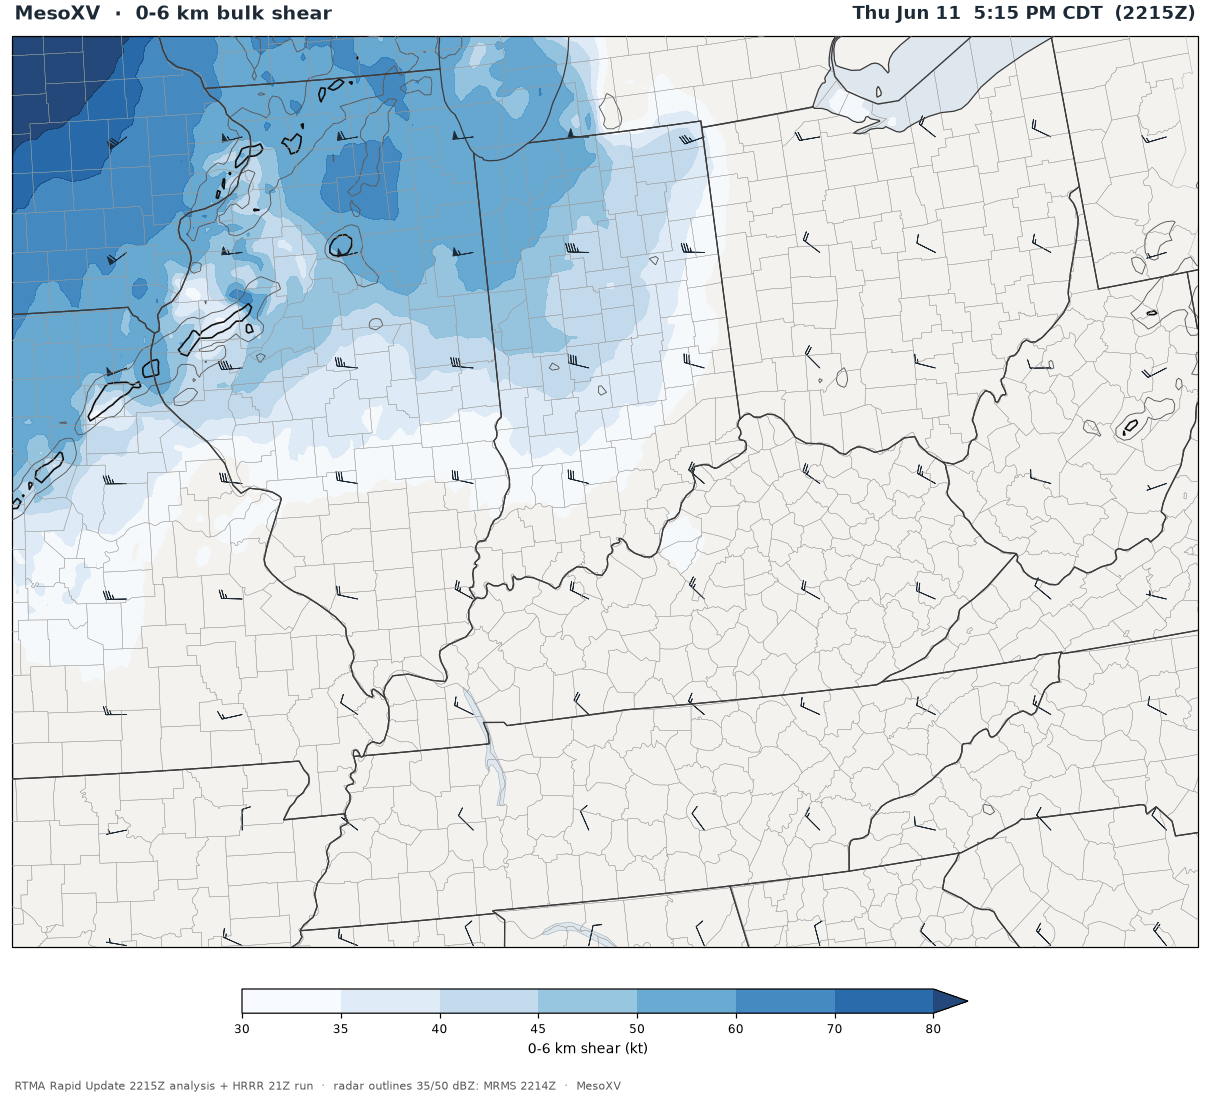 MesoXV · 0-6 km bulk shear
Thu Jun 11 5:15 PM CDT (2215Z)
30 35 40 45 50 60 70 80
0-6 km shear (kt)
RTMA Rapid Update 2215Z analysis + HRRR 21Z run · radar outlines 35/50 dBZ: MRMS 2214Z · MesoXV